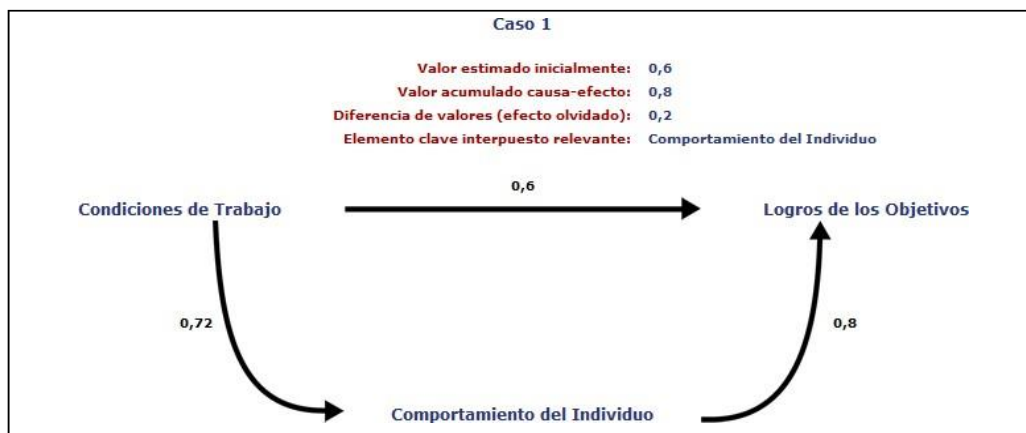 Caso 1
Valor estimado inicialmente: 0,6
Valor acumulado causa-efecto: 0,8
Diferencia de valores (efecto olvidado): 0,2
Elemento clave interpuesto relevante: Comportamiento del Individuo
0,6
Condiciones de Trabajo Logros de los Objetivos
0,72 0,8
Comportamiento del Individuo